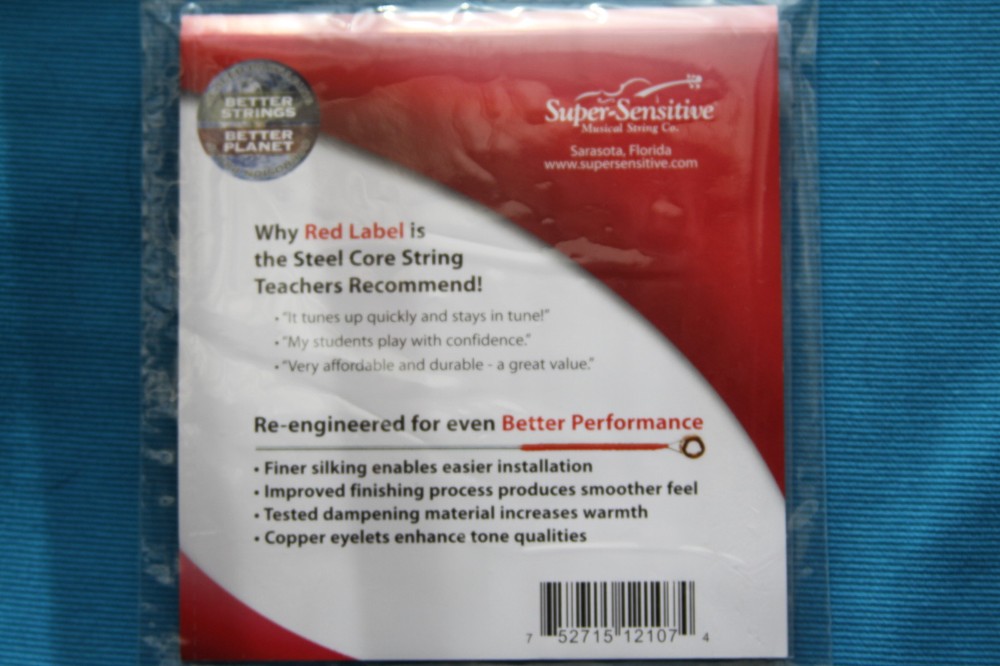 BETTER
STRINGS
BETTER
PLANET
Super-Sensitive
Musical String Co.
Sarasota, Florida
www.supersensitive.com
Why Red Label is
the Steel Core String
Teachers Recommend!
• "It tunes up quickly and stays in tune!"
• "My students play with confidence."
• "Very affordable and durable - a great value."
Re-engineered for even Better Performance
• Finer silking enables easier installation
• Improved finishing process produces smoother feel
• Tested dampening material increases warmth
• Copper eyelets enhance tone qualities
7 52715 12107 4